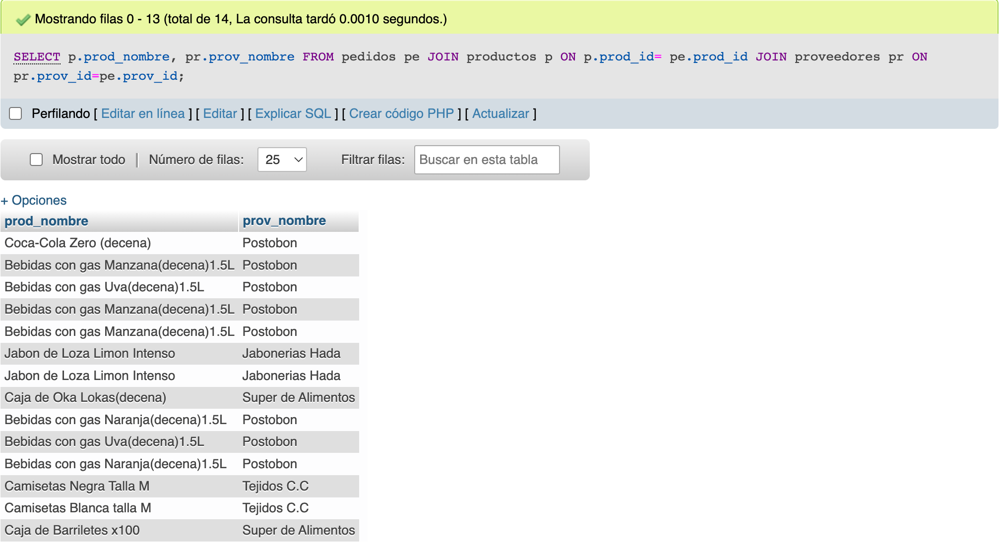 Mostrando filas 0 - 13 (total de 14, La consulta tardó 0.0010 segundos.)
SELECT p.prod_nombre, pr.prov_nombre FROM pedidos pe JOIN productos p ON p.prod_id= pe.prod_id JOIN proveedores pr ON
pr.prov_id=pe.prov_id;
Perfilando [ Editar en línea ] [ Editar ] [ Explicar SQL ] [ Crear código PHP ] [ Actualizar ]
Mostrar todo | Número de filas: 25 Filtrar filas: Buscar en esta tabla
+ Opciones
prod_nombre prov_nombre
Coca-Cola Zero (decena) Postobon
Bebidas con gas Manzana(decena)1.5L Postobon
Bebidas con gas Uva(decena)1.5L Postobon
Bebidas con gas Manzana(decena)1.5L Postobon
Bebidas con gas Manzana(decena)1.5L Postobon
Jabon de Loza Limon Intenso Jabonerias Hada
Jabon de Loza Limon Intenso Jabonerias Hada
Caja de Oka Lokas(decena) Super de Alimentos
Bebidas con gas Naranja(decena)1.5L Postobon
Bebidas con gas Uva(decena)1.5L Postobon
Bebidas con gas Naranja(decena)1.5L Postobon
Camisetas Negra Talla M Tejidos C.C
Camisetas Blanca talla M Tejidos C.C
Caja de Barriletes x100 Super de Alimentos